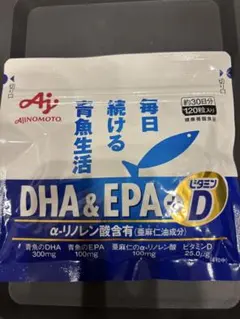 Aj
AJINOMOTO
毎日
続ける
青魚生活
約30日分
120粒入り
DHA&EPA&
ビタミン
D
α-リノレン酸含有(亜麻仁油成分)
青魚のDHA 青魚のEPA 亜麻仁のα-リノレン酸 ビタミンD
300mg 100mg 100mg 25.0μg